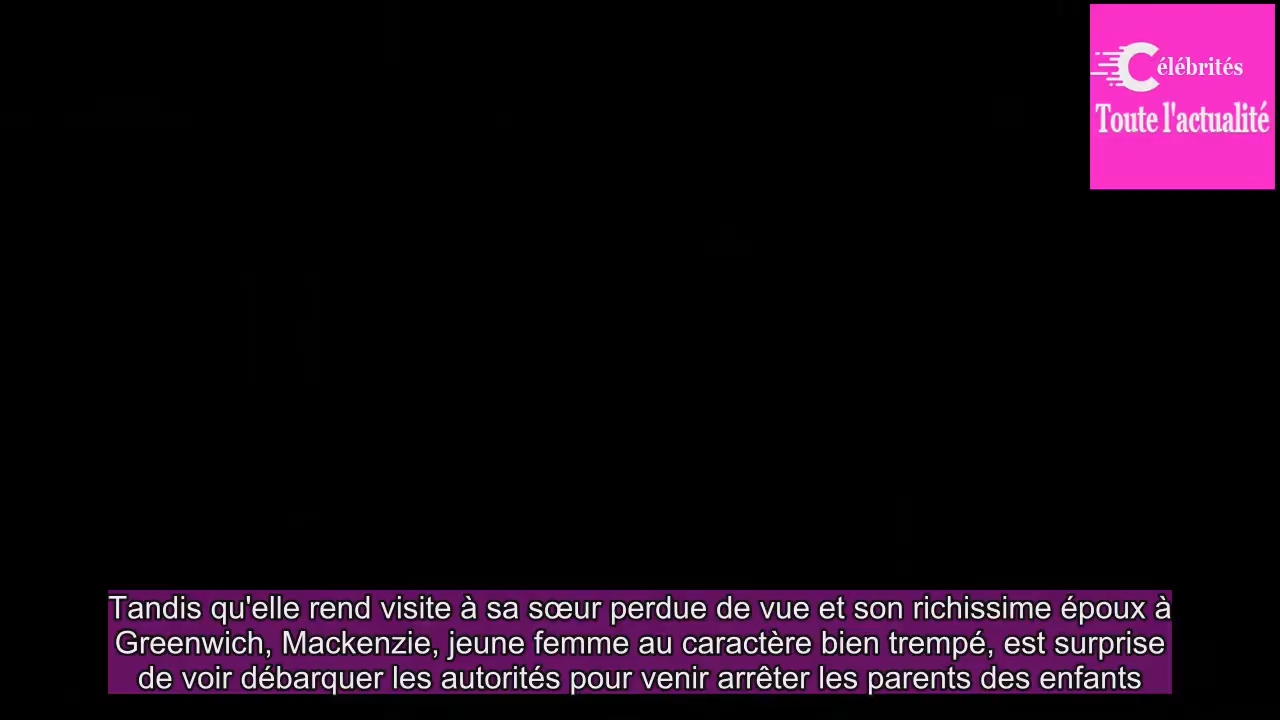 Célébrités
Toute l'actualité
Tandis qu'elle rend visite à sa sœur perdue de vue et son richissime époux à
Greenwich, Mackenzie, jeune femme au caractère bien trempé, est surprise
de voir débarquer les autorités pour venir arrêter les parents des enfants